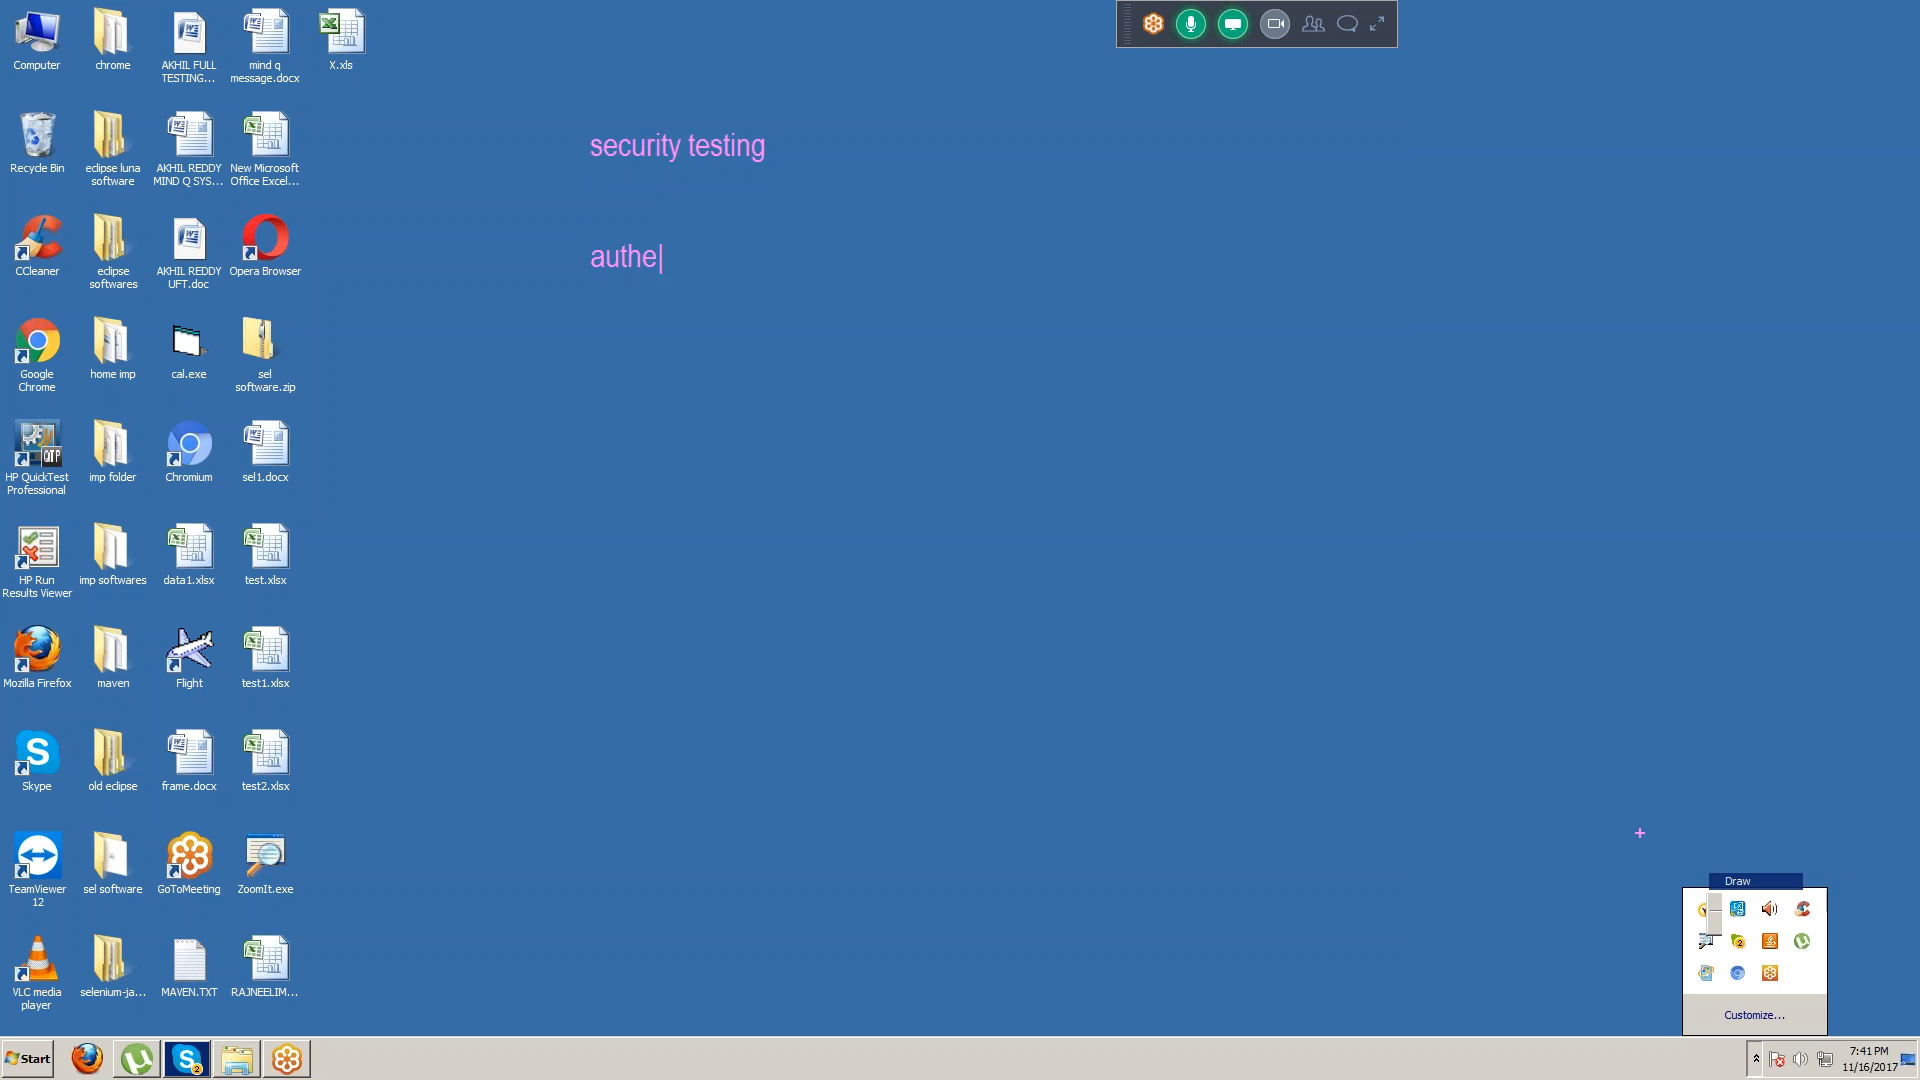 Computer
chrome
AKHIL FULL
TESTING...
mind q
message.docx
X.xls
security testing
Recycle Bin
eclipse luna
software
AKHIL REDDY
MIND Q SYS...
New Microsoft
Office Excel...
authe
CCleaner
eclipse
softwares
AKHIL REDDY
UFT.doc
Opera Browser
Google
Chrome
home imp
cal.exe
sel
software.zip
QTP
HP QuickTest
Professional
imp folder
Chromium
sel1.docx
HP Run
Results Viewer
imp softwares
data1.xlsx
test.xlsx
Mozilla Firefox
maven
Flight
test1.xlsx
Skype
old eclipse
frame.docx
test2.xlsx
TeamViewer
12
sel software
GoToMeeting
ZoomIt.exe
Draw
VLC media
player
selenium-ja...
MAVEN.TXT
RAJNEELIM...
Customize...
Start
7:41 PM
11/16/2017